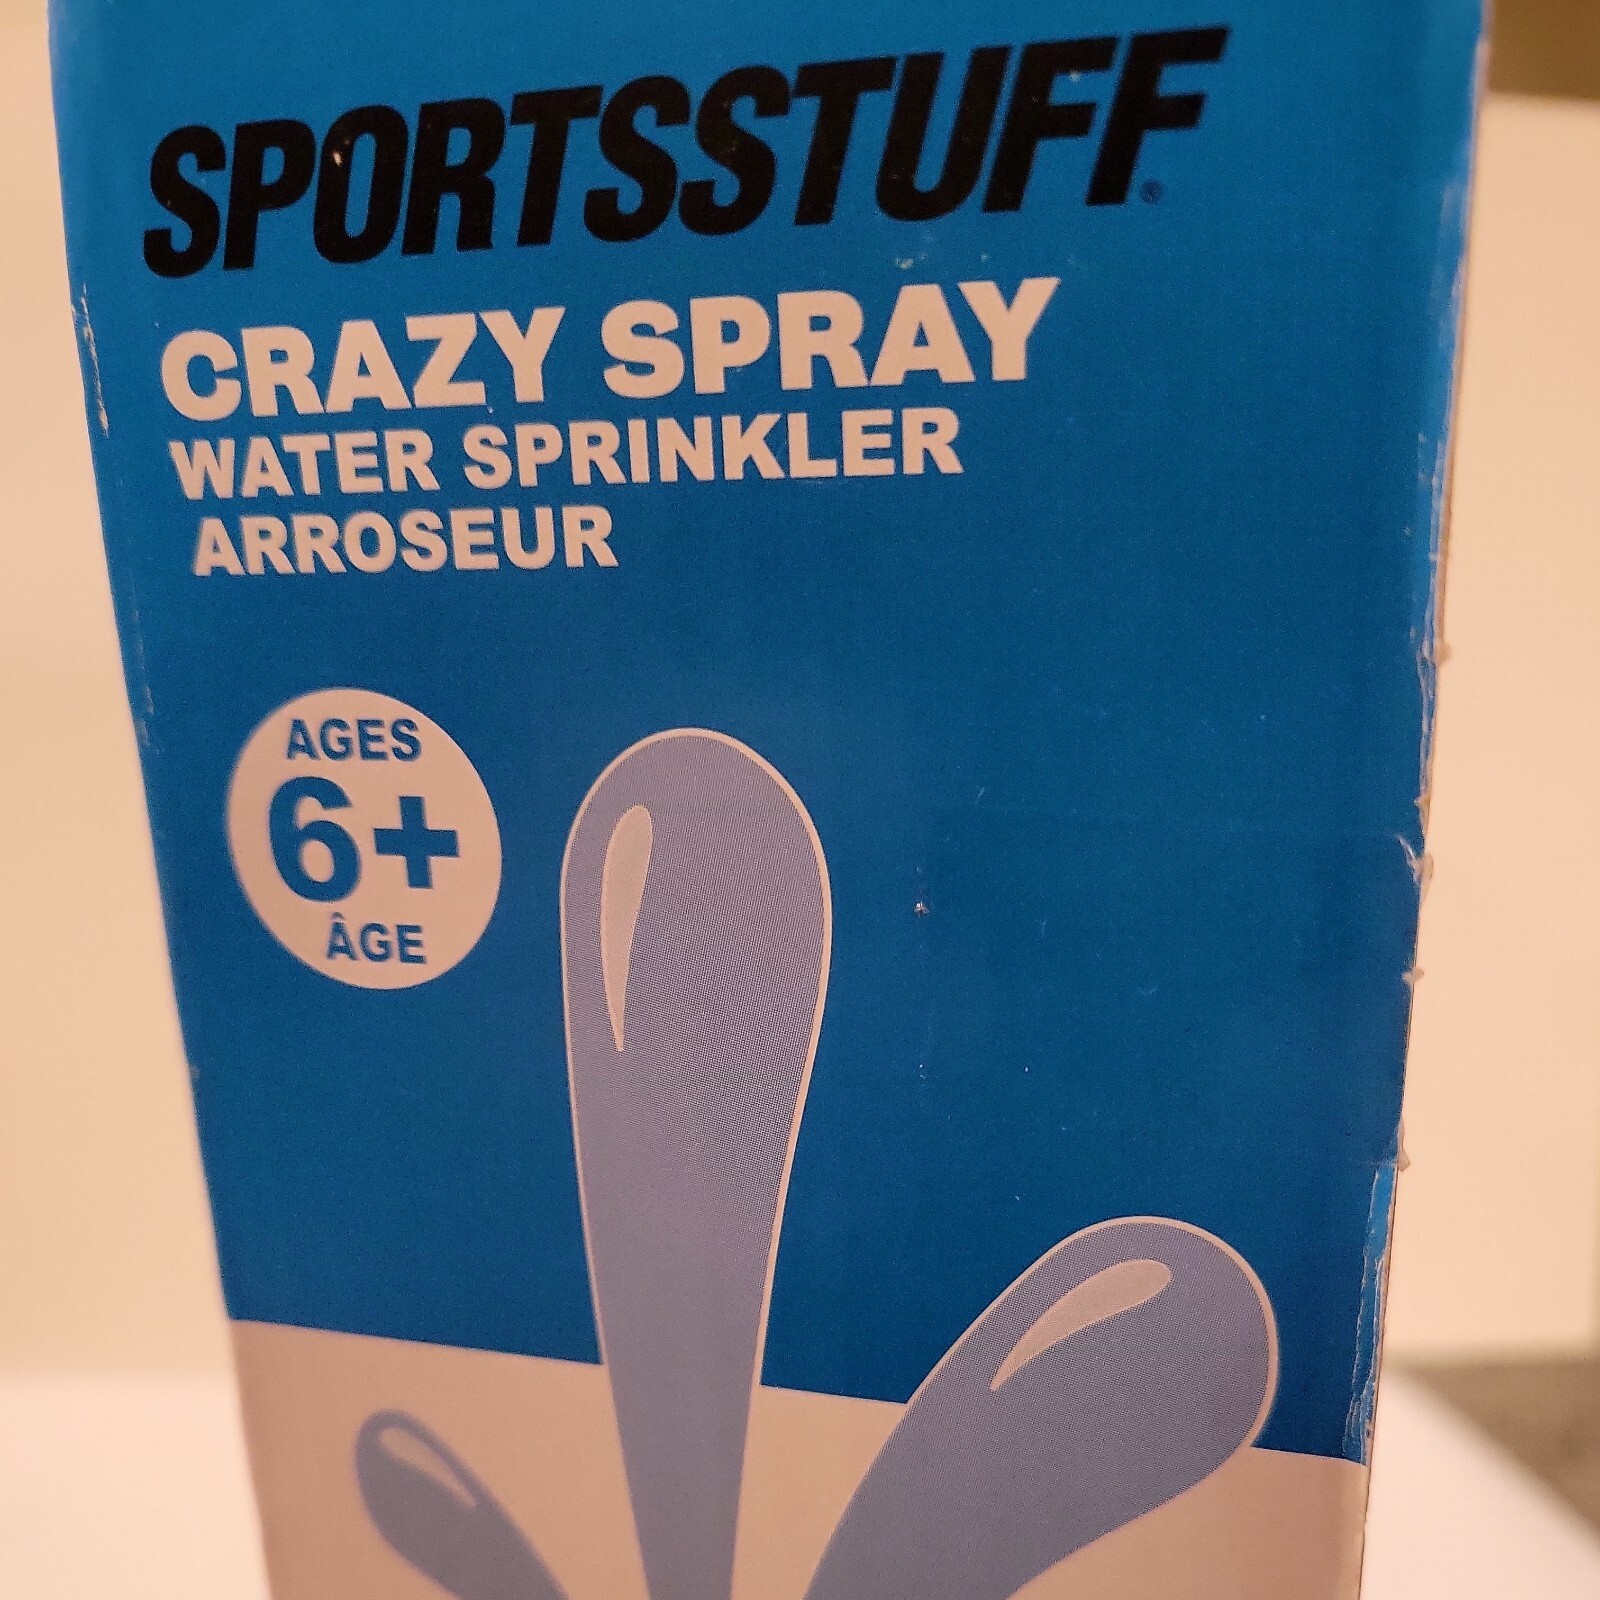 SPORTSSTUFF®
CRAZY SPRAY
WATER SPRINKLER
ARROSEUR
AGES
6+
ÂGE